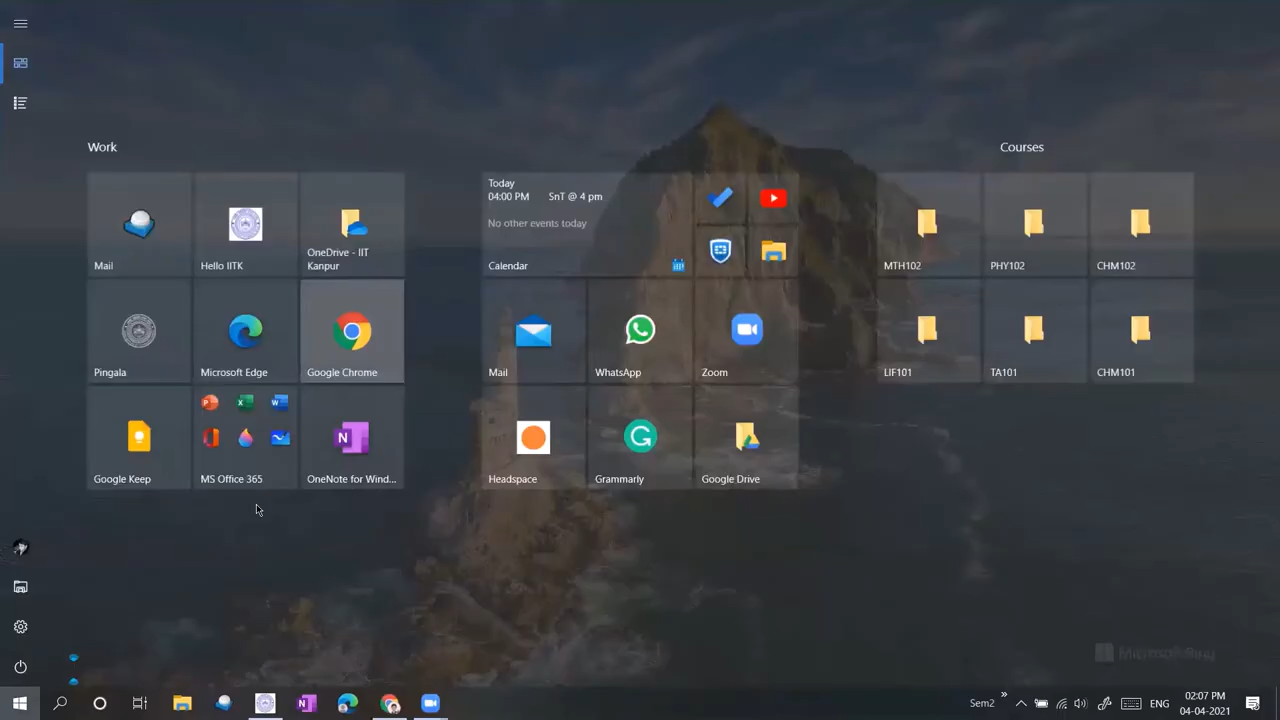 Work
Mail
Hello IITK
OneDrive - IIT
Kanpur
Pingala
Microsoft Edge
Google Chrome
Google Keep
MS Office 365
OneNote for Wind...
Today
04:00 PM SnT @ 4 pm
No other events today
Calendar
Mail
WhatsApp
Zoom
Headspace
Grammarly
Google Drive
Courses
MTH102
PHY102
CHM102
LIF101
TA101
CHM101
Microsoft Bing
Sem2
ENG
02:07 PM
04-04-2021